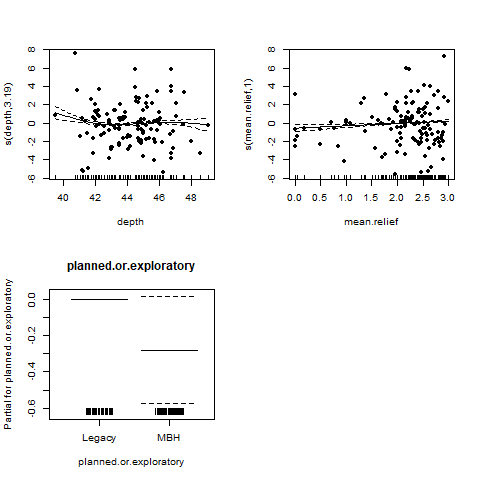 s(depth,3.19)
8
6
4
2
0
-2
-4
-6
40 42 44 46 48
depth
s(mean.relief,1)
8
6
4
2
0
-2
-4
-6
0.0 0.5 1.0 1.5 2.0 2.5 3.0
mean.relief
planned.or.exploratory
Partial for planned.or.exploratory
0.0
-0.2
-0.4
-0.6
Legacy MBH
planned.or.exploratory